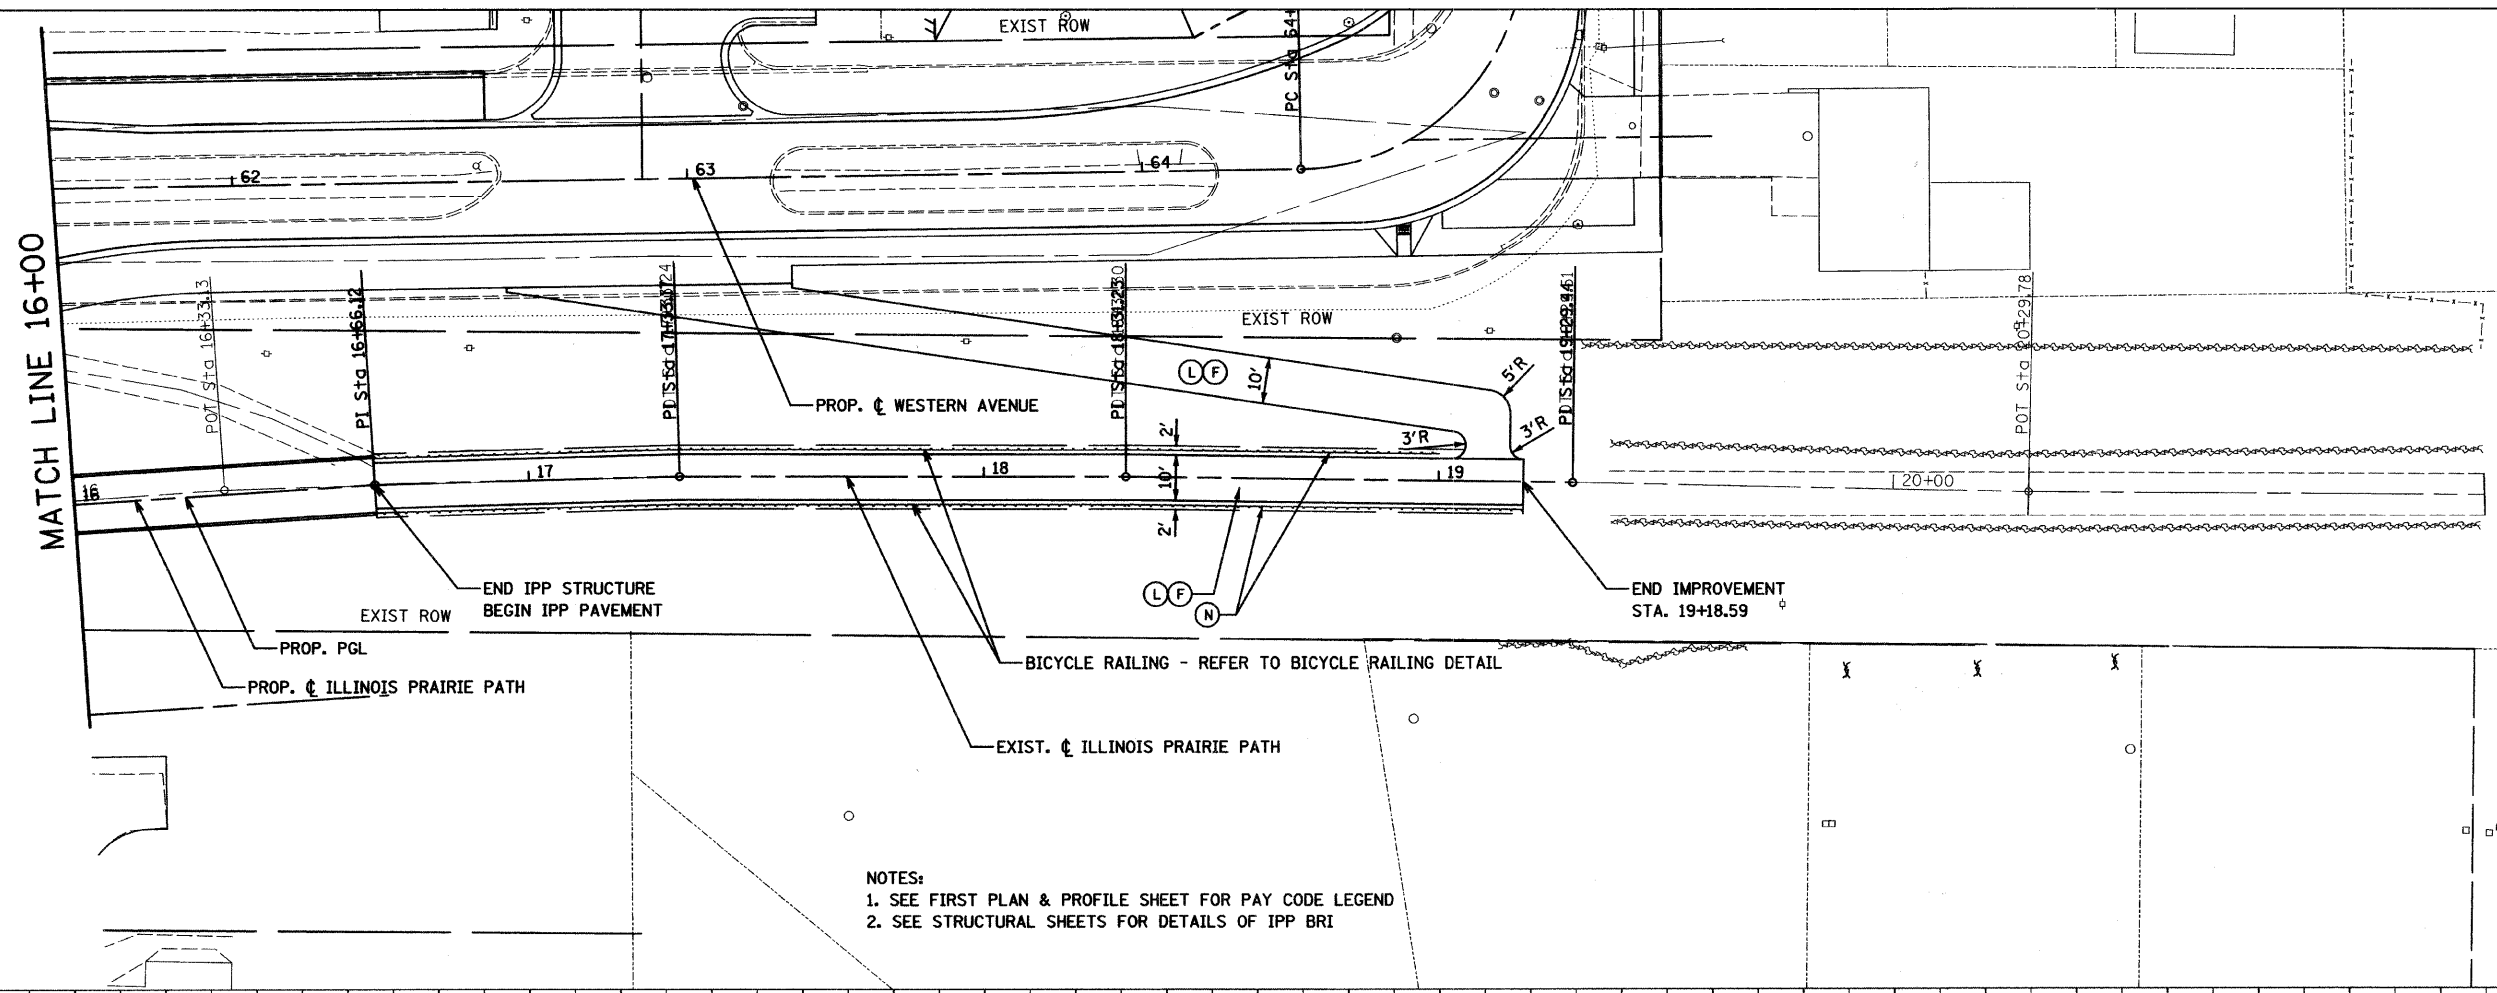 EXIST ROW
PC Sta 64+
62
63
64
MATCH LINE 16+00
POT Sta 16+33.13
PI Sta 16+66.12
EXIST ROW
POT Sta 20+29.78
L F
10'
5'R
3'R
3'R
PROP. ℄ WESTERN AVENUE
2'
10'
2'
16
17
18
19
20+00
END IPP STRUCTURE
BEGIN IPP PAVEMENT
L F
N
END IMPROVEMENT
STA. 19+18.59
EXIST ROW
PROP. PGL
BICYCLE RAILING - REFER TO BICYCLE RAILING DETAIL
PROP. ℄ ILLINOIS PRAIRIE PATH
EXIST. ℄ ILLINOIS PRAIRIE PATH
NOTES:
1. SEE FIRST PLAN & PROFILE SHEET FOR PAY CODE LEGEND
2. SEE STRUCTURAL SHEETS FOR DETAILS OF IPP BRI